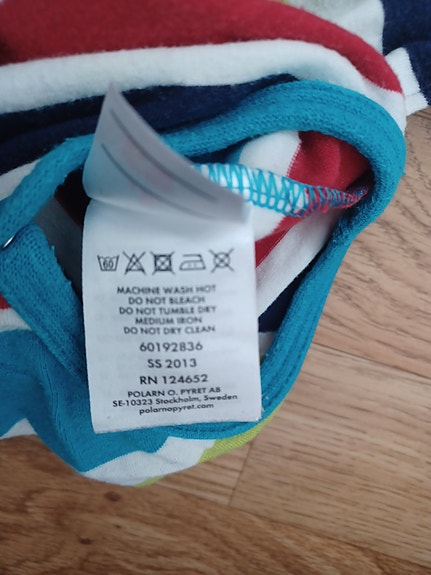 60
MACHINE WASH HOT
DO NOT BLEACH
DO NOT TUMBLE DRY
MEDIUM IRON
DO NOT DRY CLEAN
60192836
SS 2013
RN 124652
POLARN O. PYRET AB
SE-10323 Stockholm, Sweden
polarnopyret.com